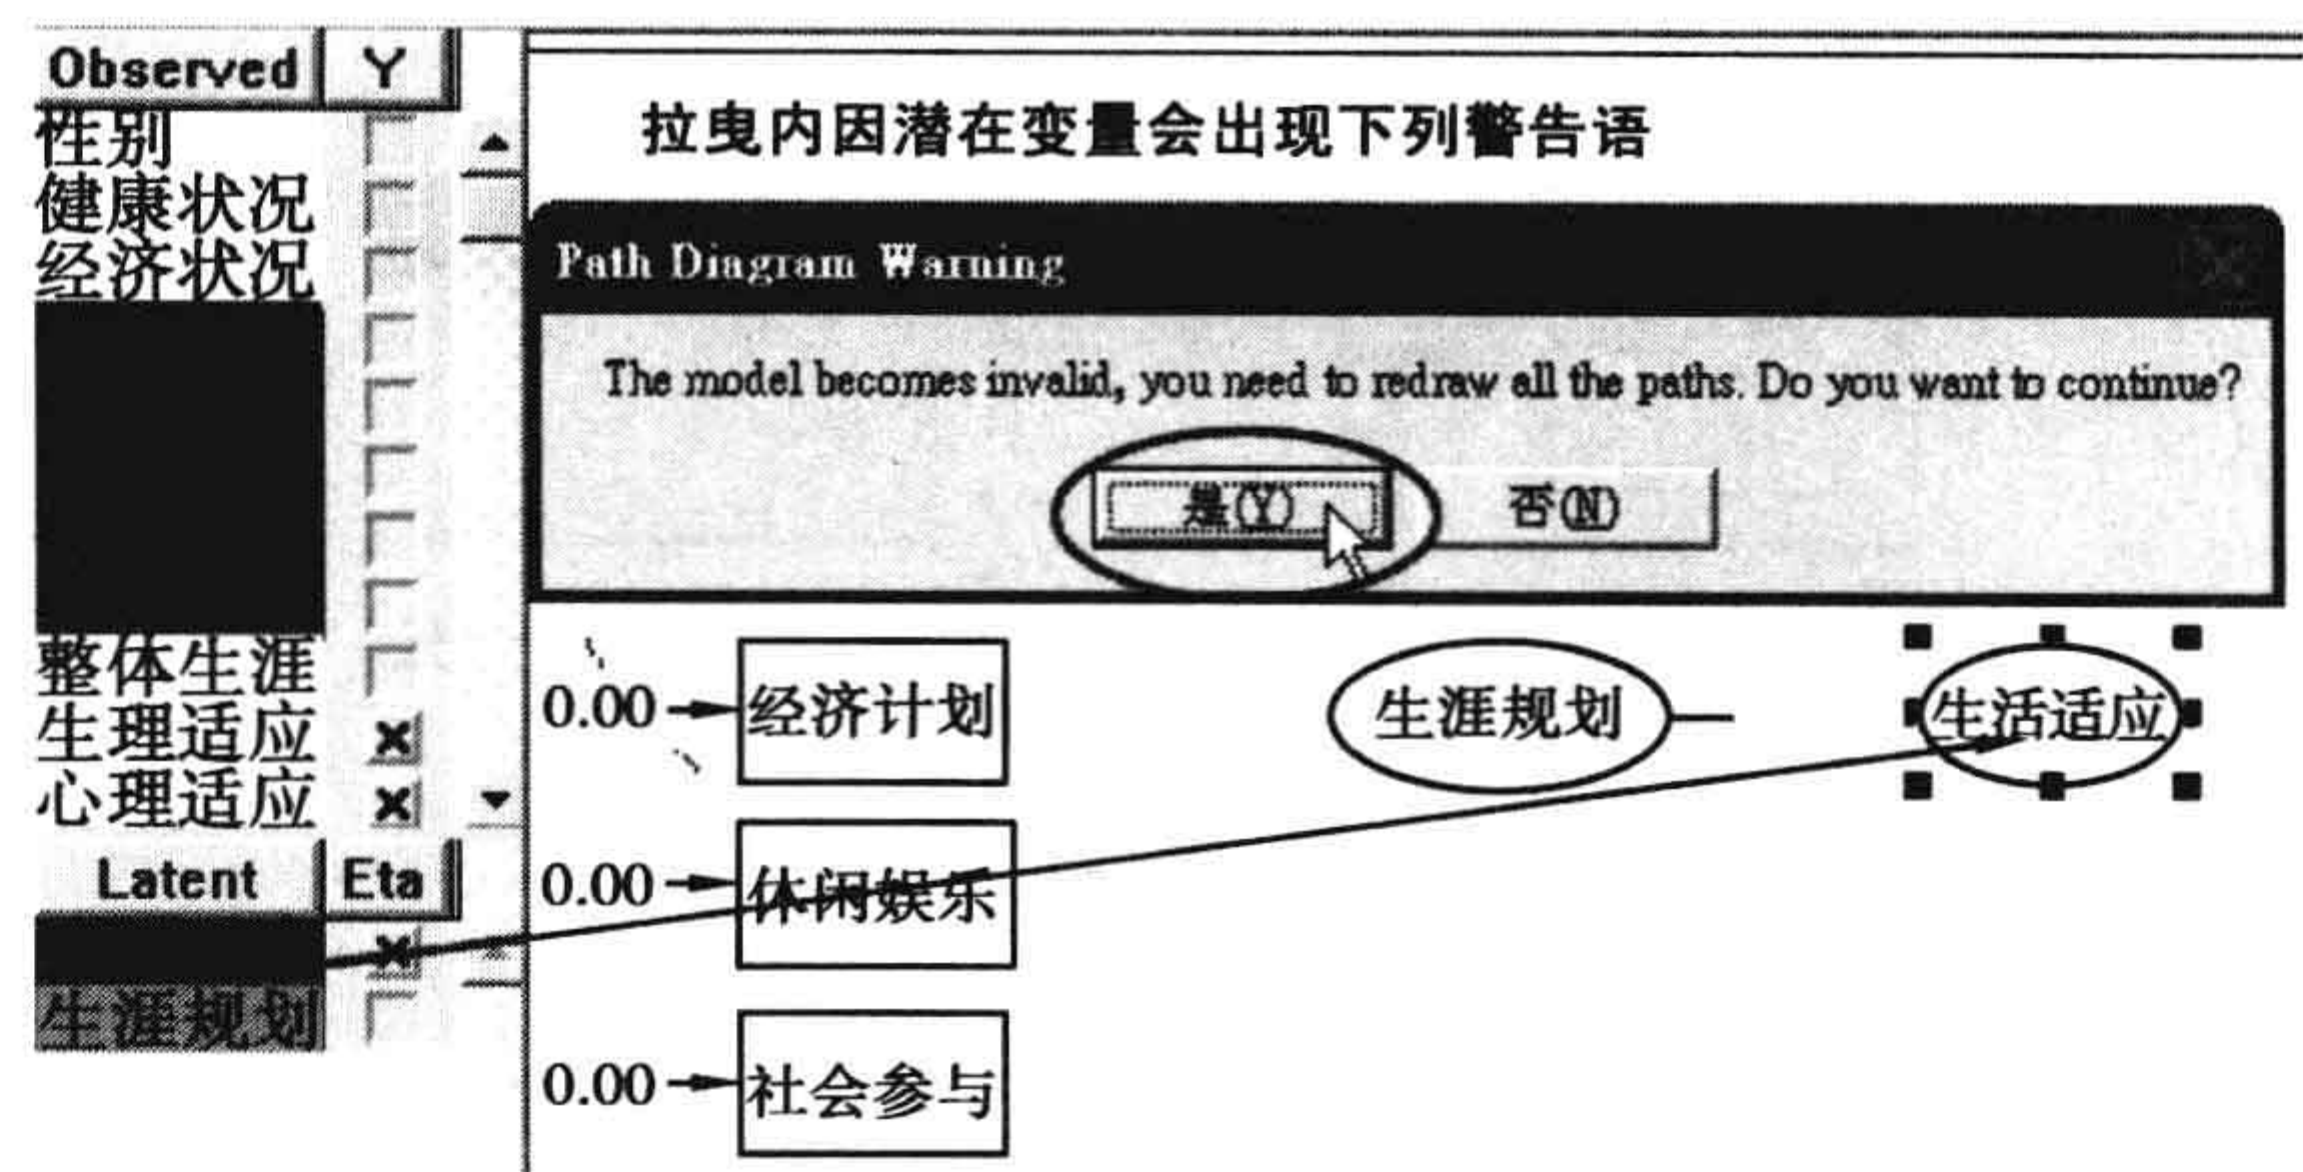 Observed Y
性别
健康状况
经济状况
整体生涯
生理适应
心理适应
Latent Eta
生涯规划
拉曳内因潜在变量会出现下列警告语
Path Diagram Warning
The model becomes invalid, you need to redraw all the paths. Do you want to continue?
是(Y) 否(N)
0.00 经济计划 生涯规划 生活适应
0.00 休闲娱乐
0.00 社会参与